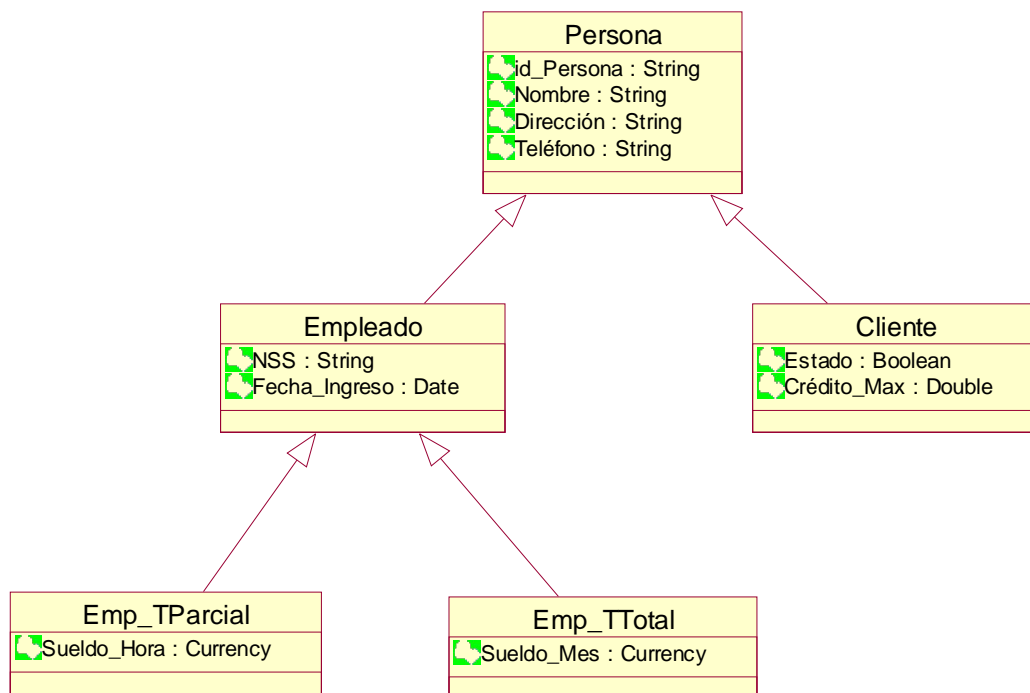 Persona
id_Persona : String
Nombre : String
Dirección : String
Teléfono : String
Empleado
NSS : String
Fecha_Ingreso : Date
Cliente
Estado : Boolean
Crédito_Max : Double
Emp_TParcial
Sueldo_Hora : Currency
Emp_TTotal
Sueldo_Mes : Currency